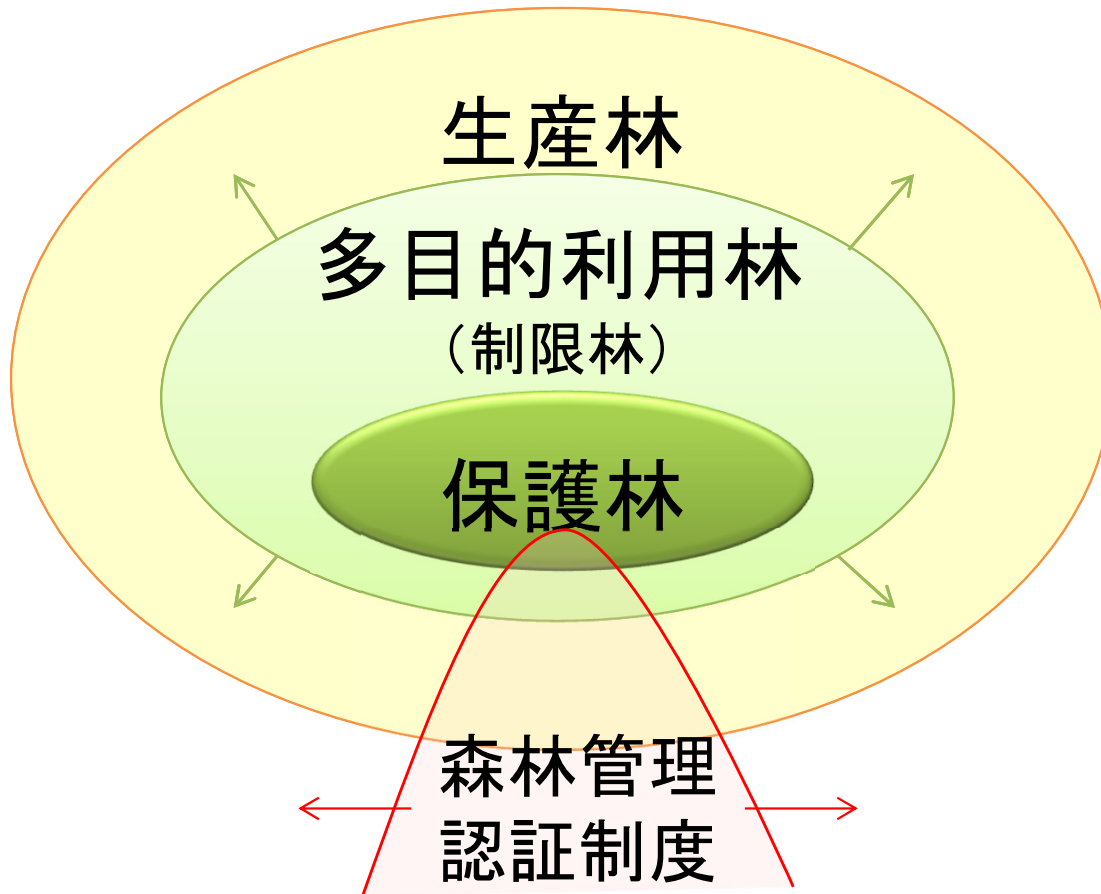 生産林
多目的利用林
（制限林）
保護林
森林管理
認証制度